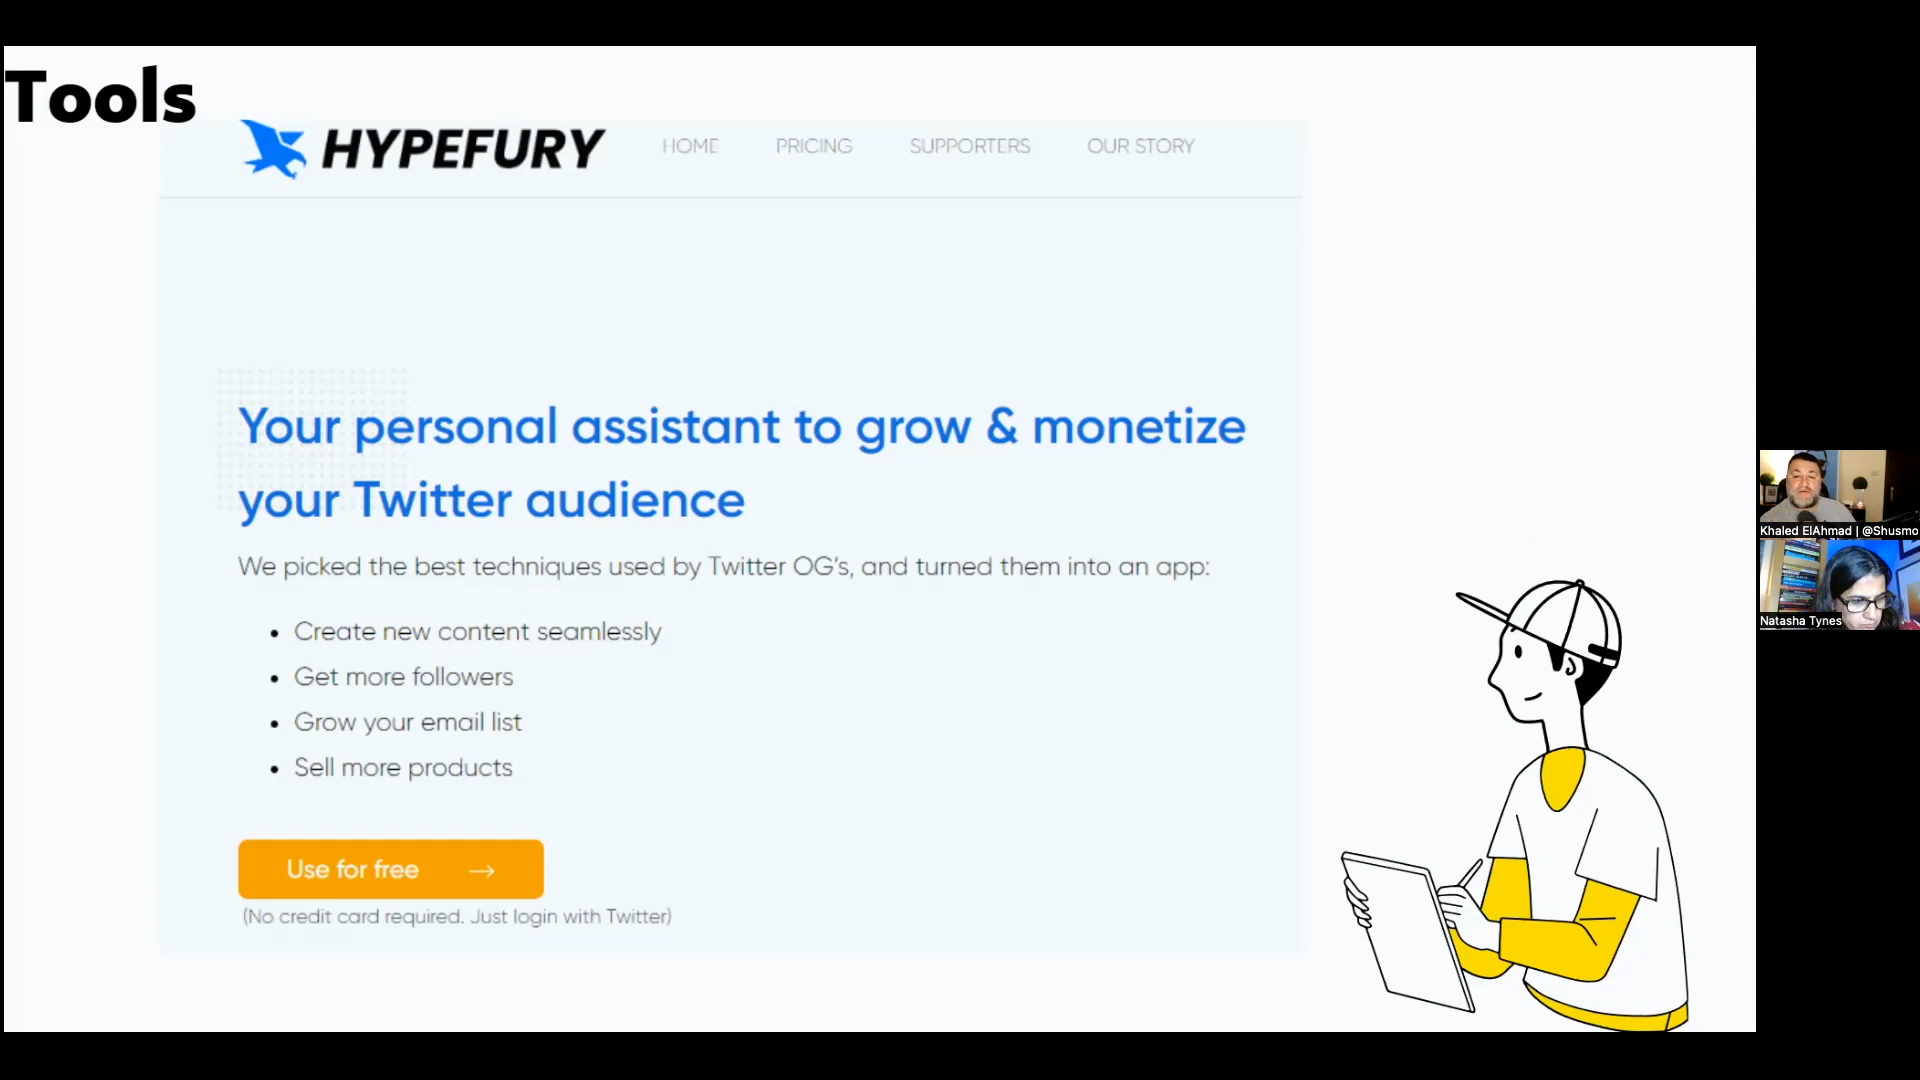 Tools
HYPEFURY
HOME
PRICING
SUPPORTERS
OUR STORY
Your personal assistant to grow & monetize
your Twitter audience
We picked the best techniques used by Twitter OG's, and turned them into an app:
• Create new content seamlessly
• Get more followers
• Grow your email list
• Sell more products
Use for free →
(No credit card required. Just login with Twitter)
Khaled ElAhmad | @Shusmo
Natasha Tynes